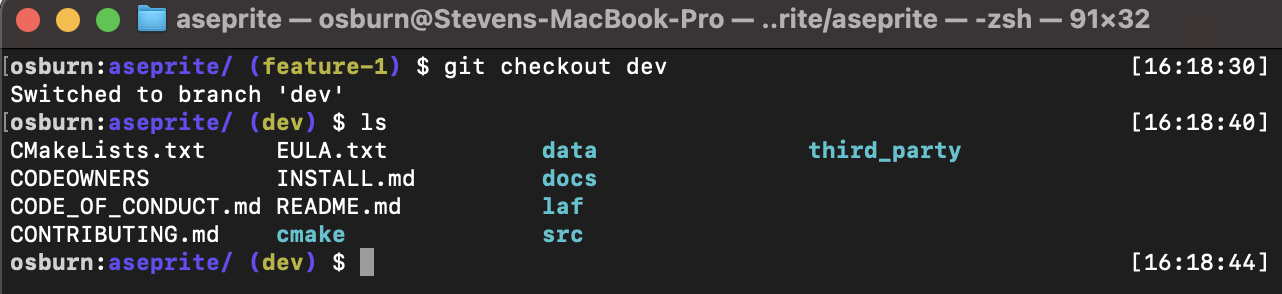 aseprite — osburn@Stevens-MacBook-Pro — ..rite/aseprite — -zsh — 91×32
[osburn:aseprite/ (feature-1) $ git checkout dev [16:18:30]
Switched to branch 'dev'
[osburn:aseprite/ (dev) $ ls [16:18:40]
CMakeLists.txt EULA.txt data third_party
CODEOWNERS INSTALL.md docs
CODE_OF_CONDUCT.md README.md laf
CONTRIBUTING.md cmake src
osburn:aseprite/ (dev) $ [16:18:44]